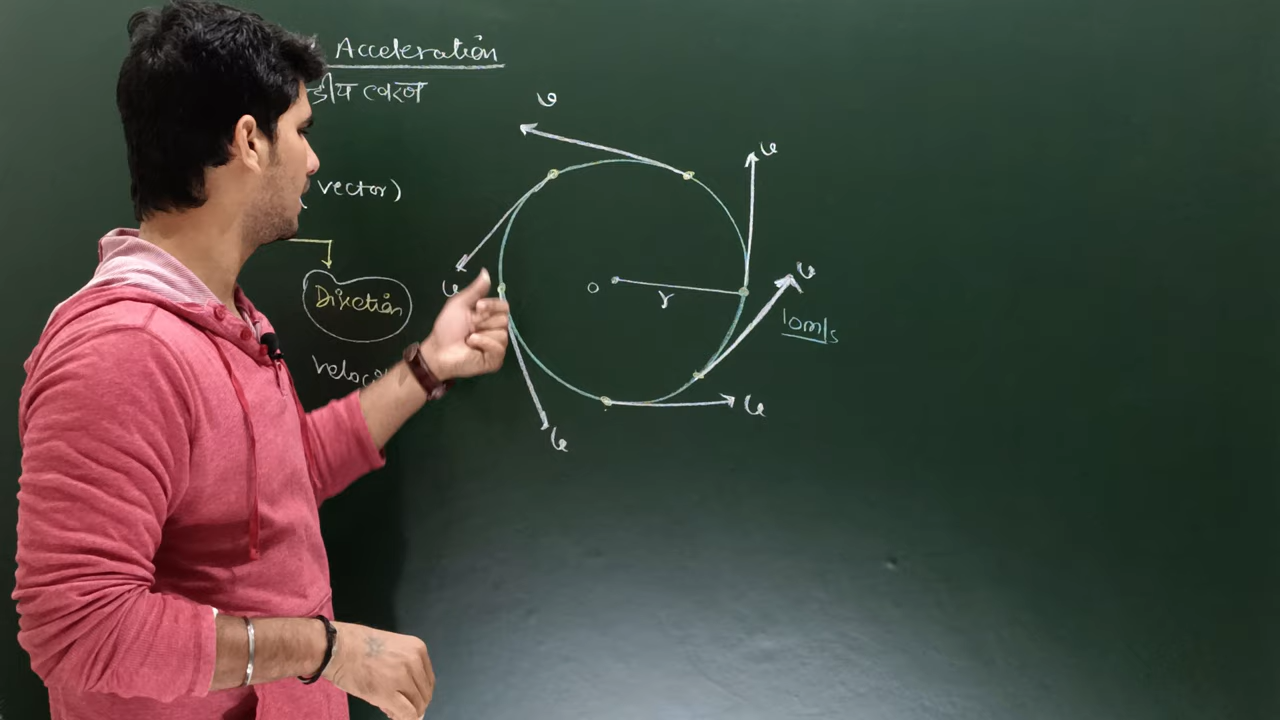 Acceleration
डीय त्वरण
v
v
vector)
v
v
Direction
o
r
10m/s
v
v
v